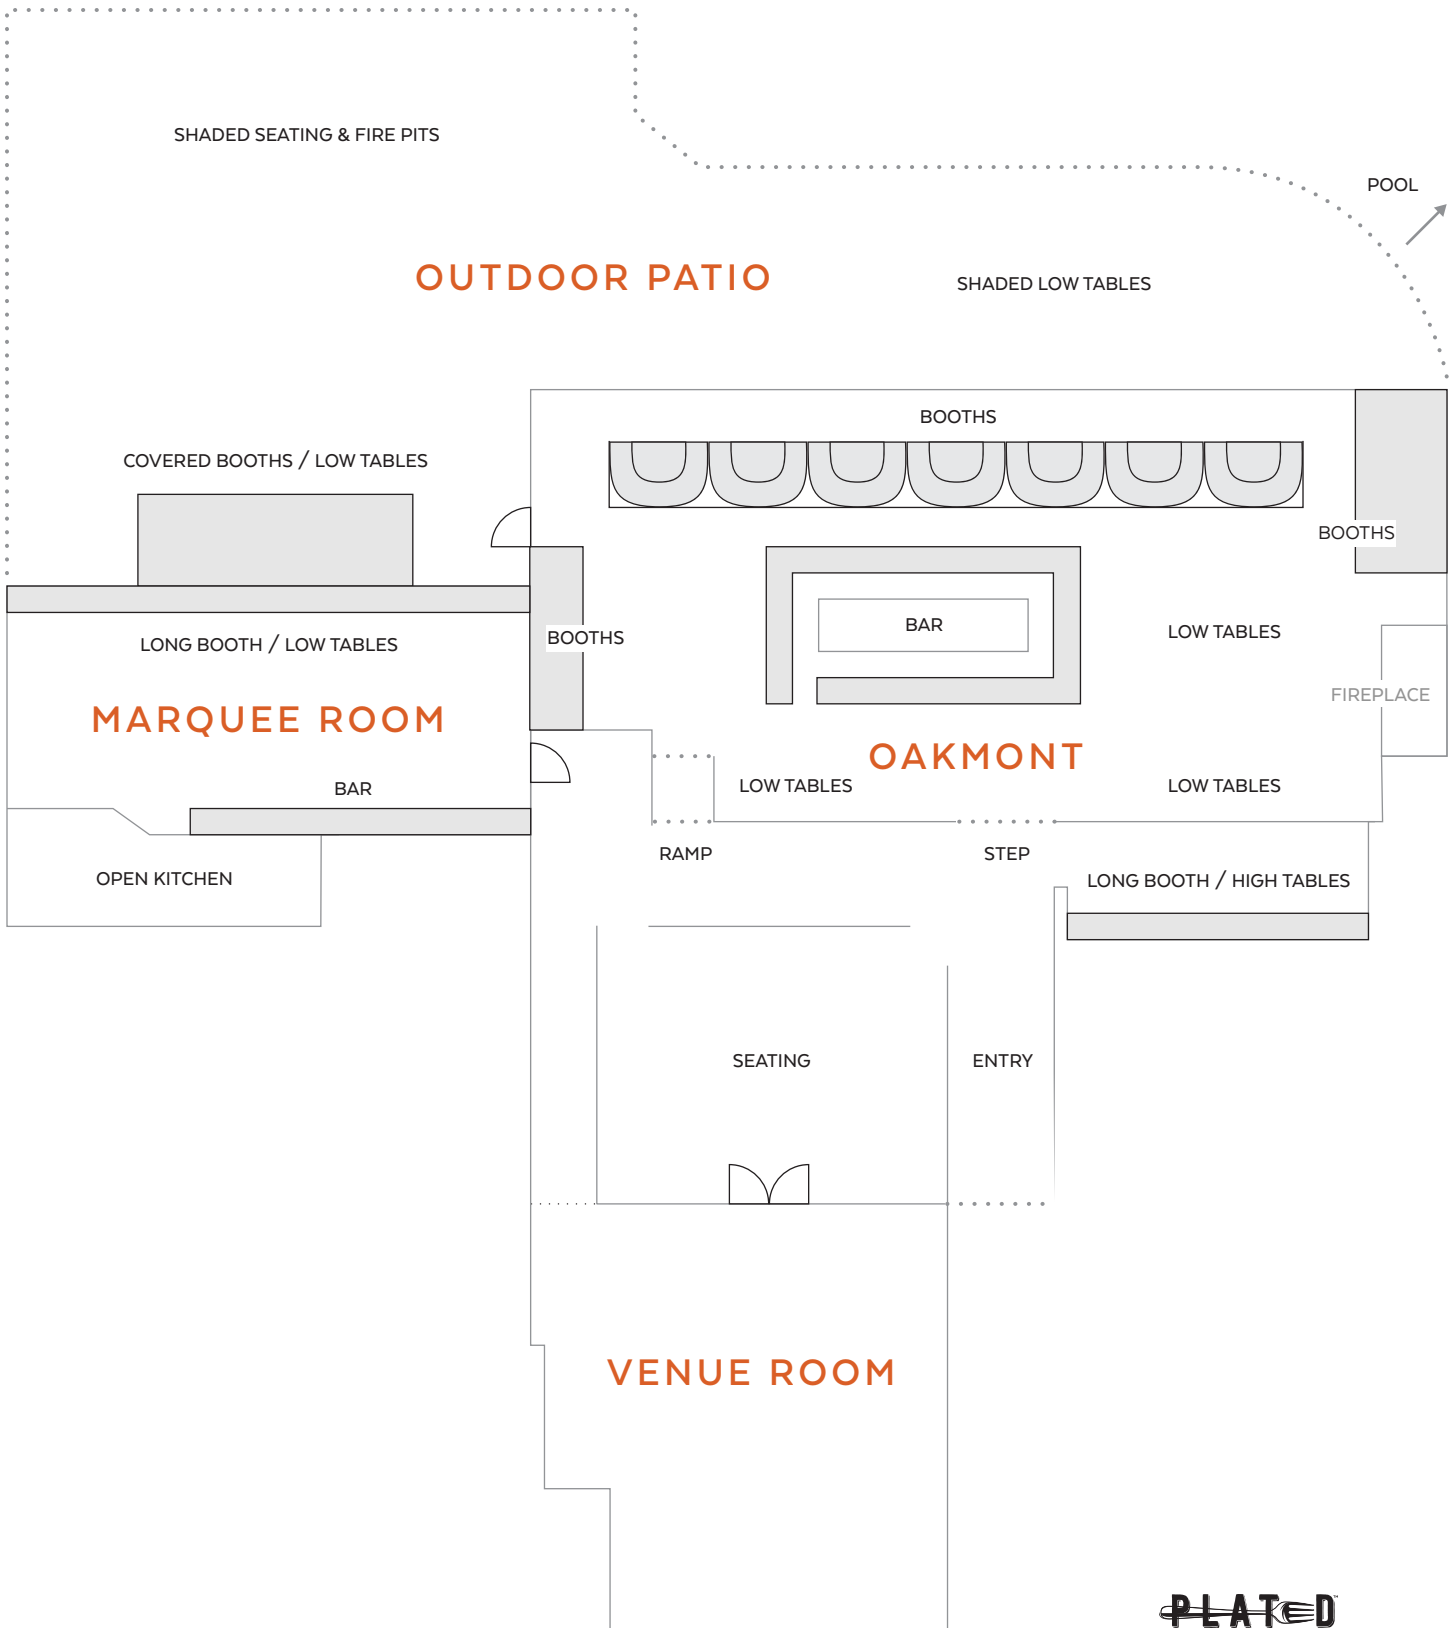 SHADED SEATING & FIRE PITS
POOL
OUTDOOR PATIO
SHADED LOW TABLES
BOOTHS
COVERED BOOTHS / LOW TABLES
BOOTHS
BAR
LOW TABLES
BOOTHS
LONG BOOTH / LOW TABLES
FIREPLACE
MARQUEE ROOM
OAKMONT
BAR
LOW TABLES
LOW TABLES
RAMP
STEP
OPEN KITCHEN
LONG BOOTH / HIGH TABLES
SEATING
ENTRY
VENUE ROOM
PLATED™